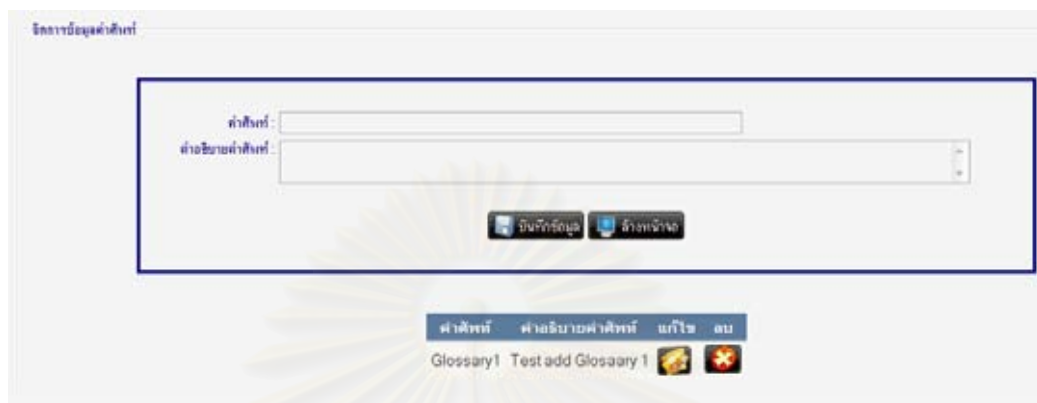 จัดการข้อมูลคำศัพท์
คำศัพท์ :
คำอธิบายคำศัพท์ :
บันทึกข้อมูล ล้างหน้าจอ
คำศัพท์ คำอธิบายคำศัพท์ แก้ไข ลบ
Glossary1 Test add Glosaary 1